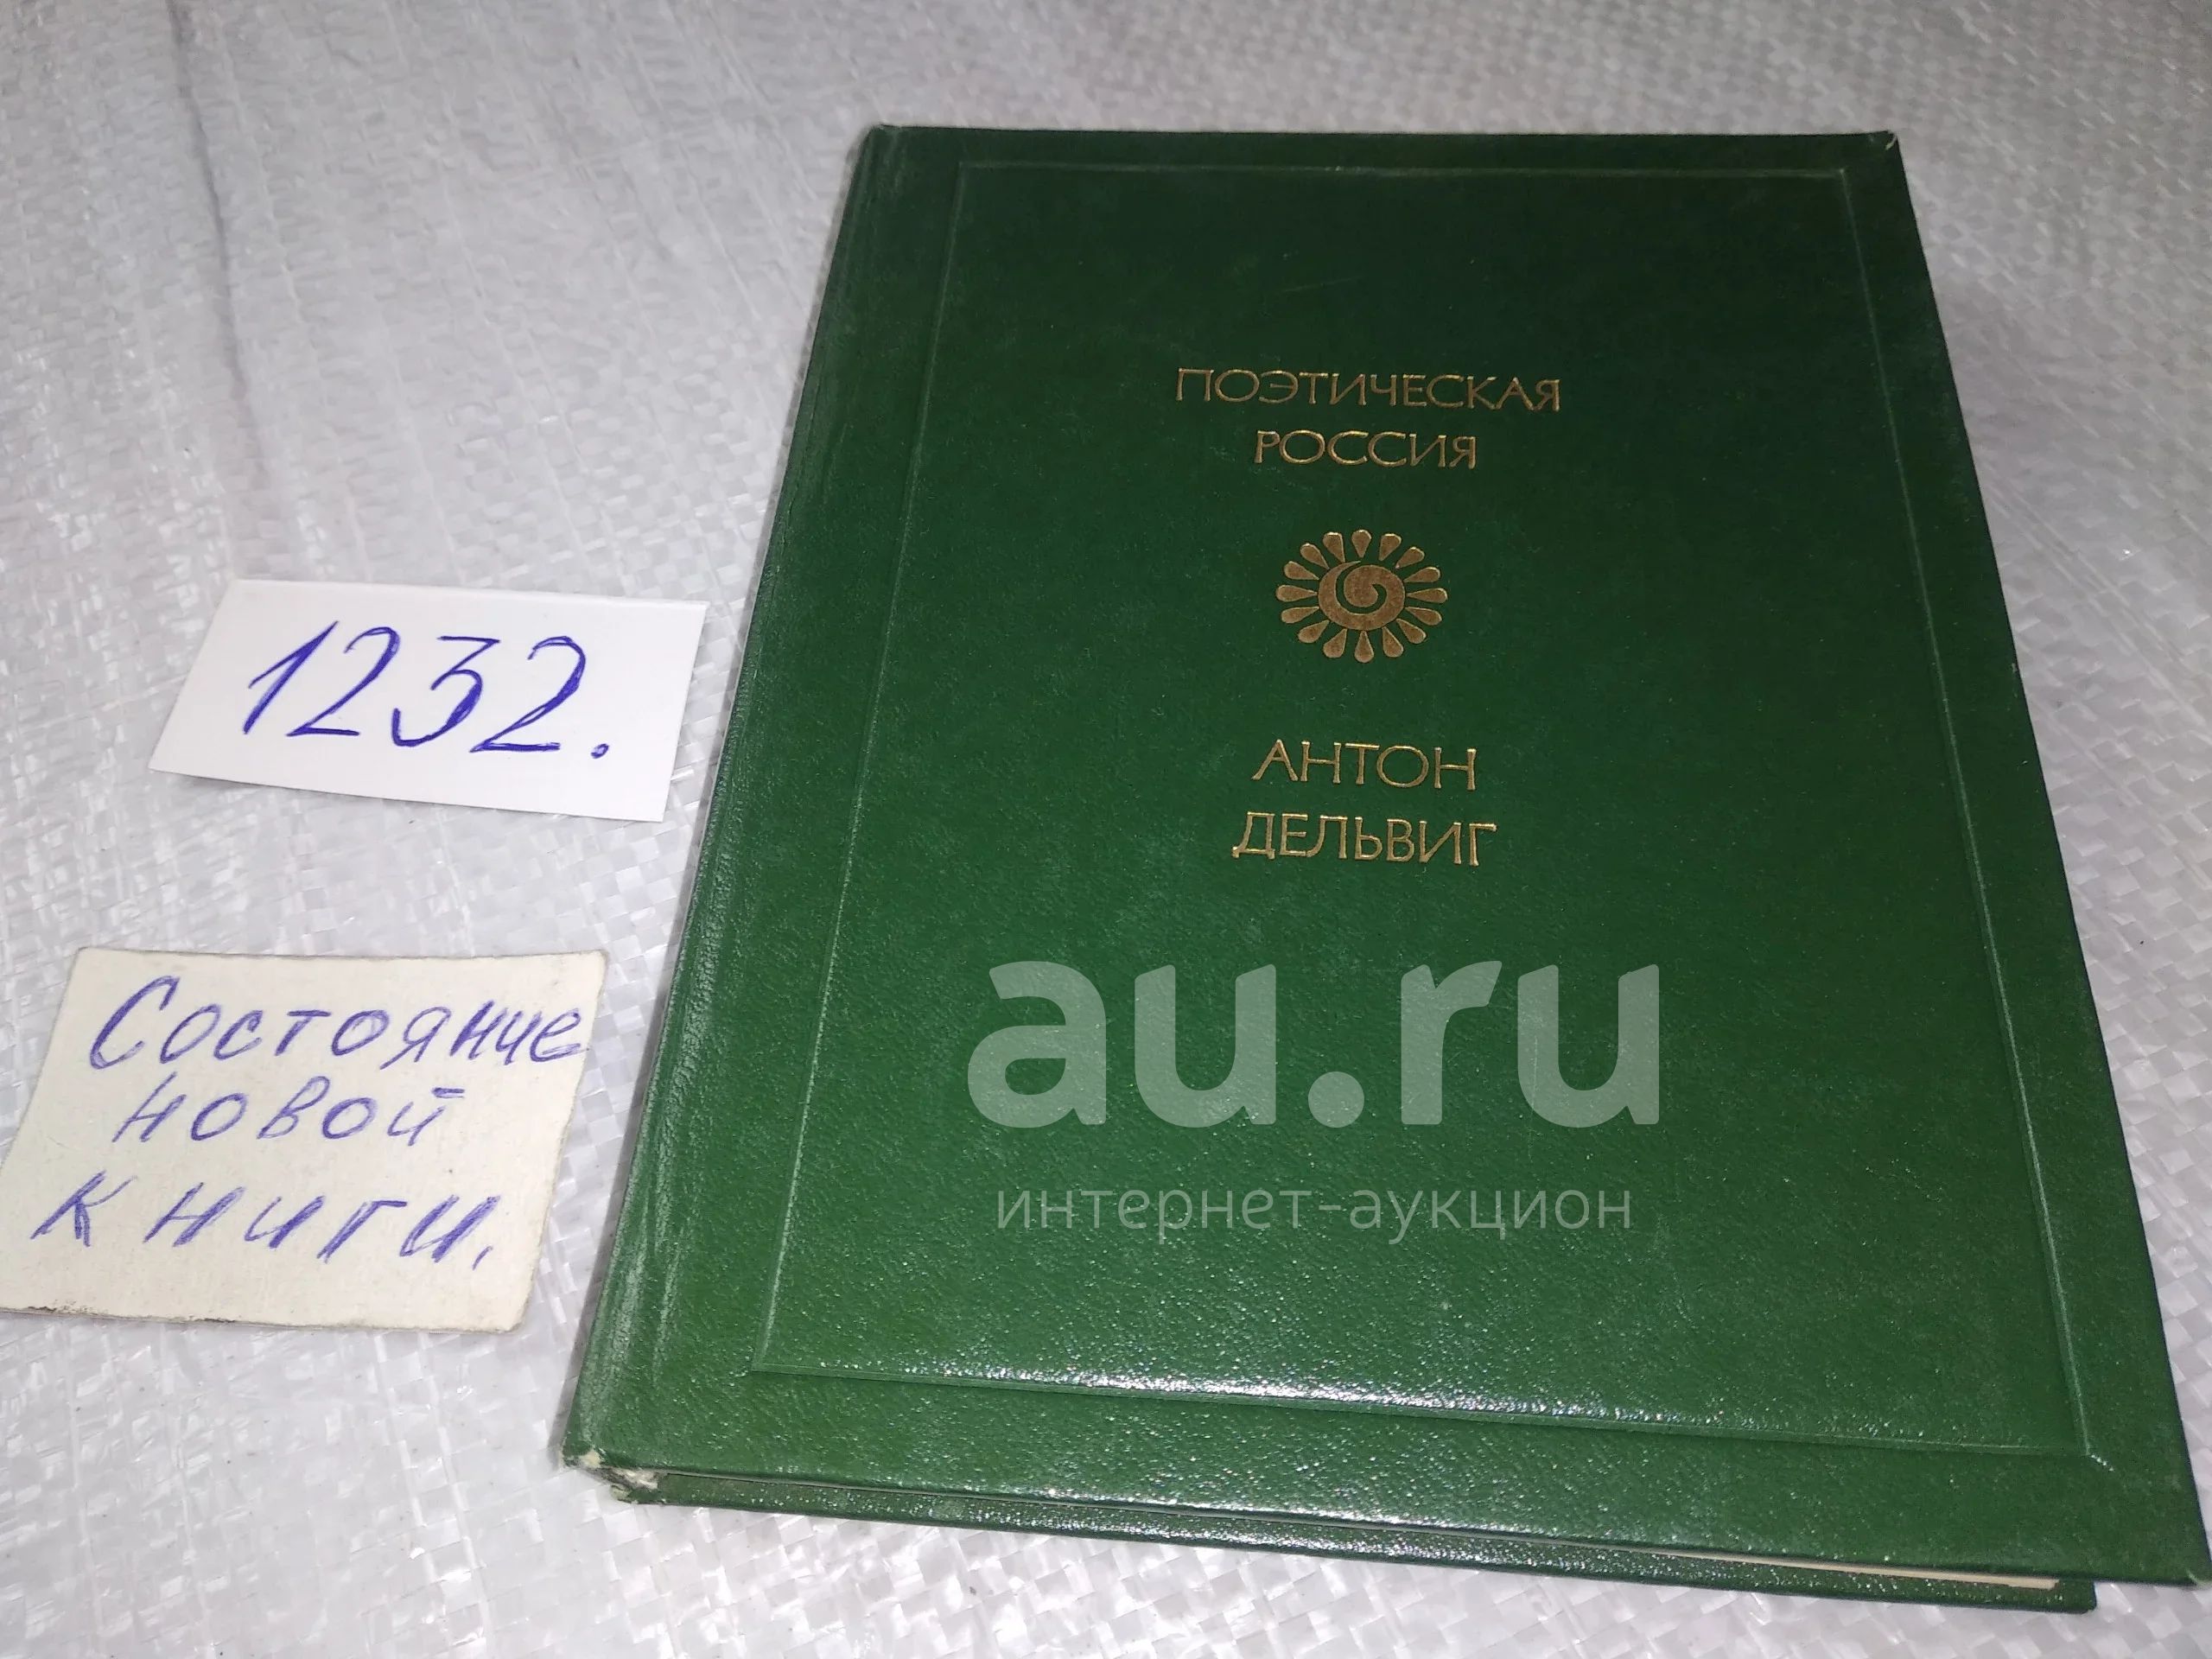 1232.
Состояние
новой
книги.
ПОЭТИЧЕСКАЯ
РОССИЯ
АНТОН
ДЕЛЬВИГ
au.ru
интернет-аукцион